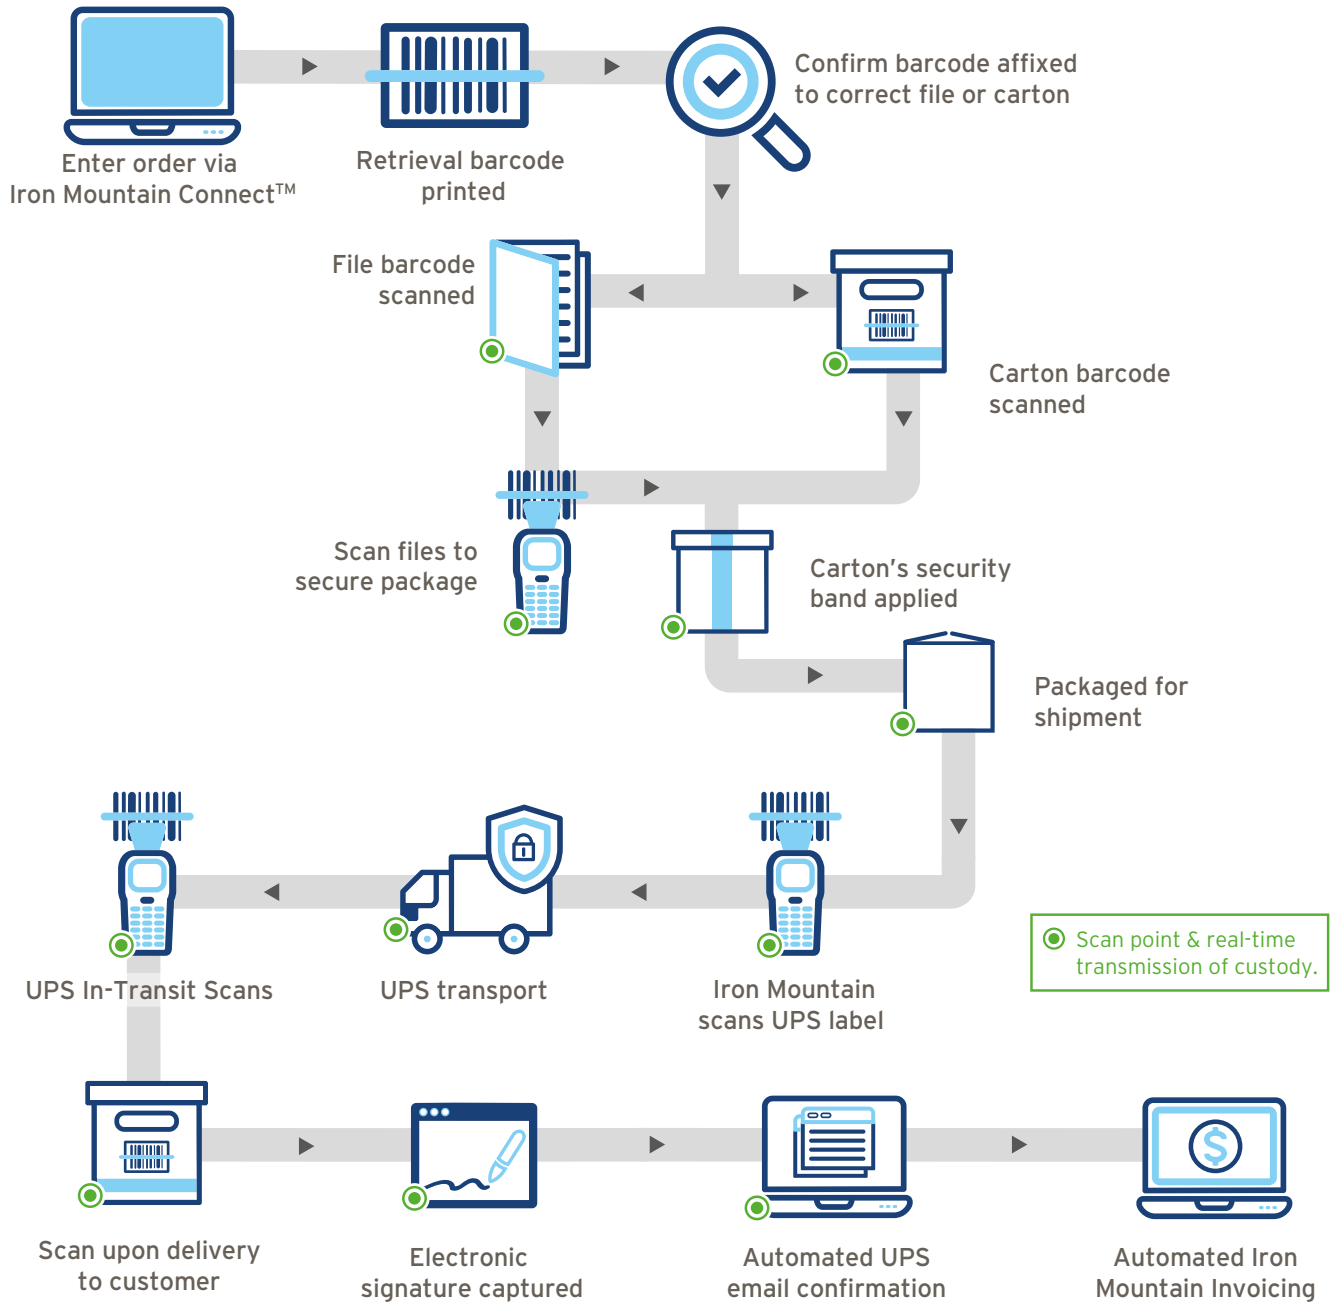 Confirm barcode affixed
to correct file or carton
Enter order via
Iron Mountain Connect™
Retrieval barcode
printed
File barcode
scanned
Carton barcode
scanned
Scan files to
secure package
Carton's security
band applied
Packaged for
shipment
Scan point & real-time
transmission of custody.
UPS In-Transit Scans
UPS transport
Iron Mountain
scans UPS label
Scan upon delivery
to customer
Electronic
signature captured
Automated UPS
email confirmation
$
Automated Iron
Mountain Invoicing